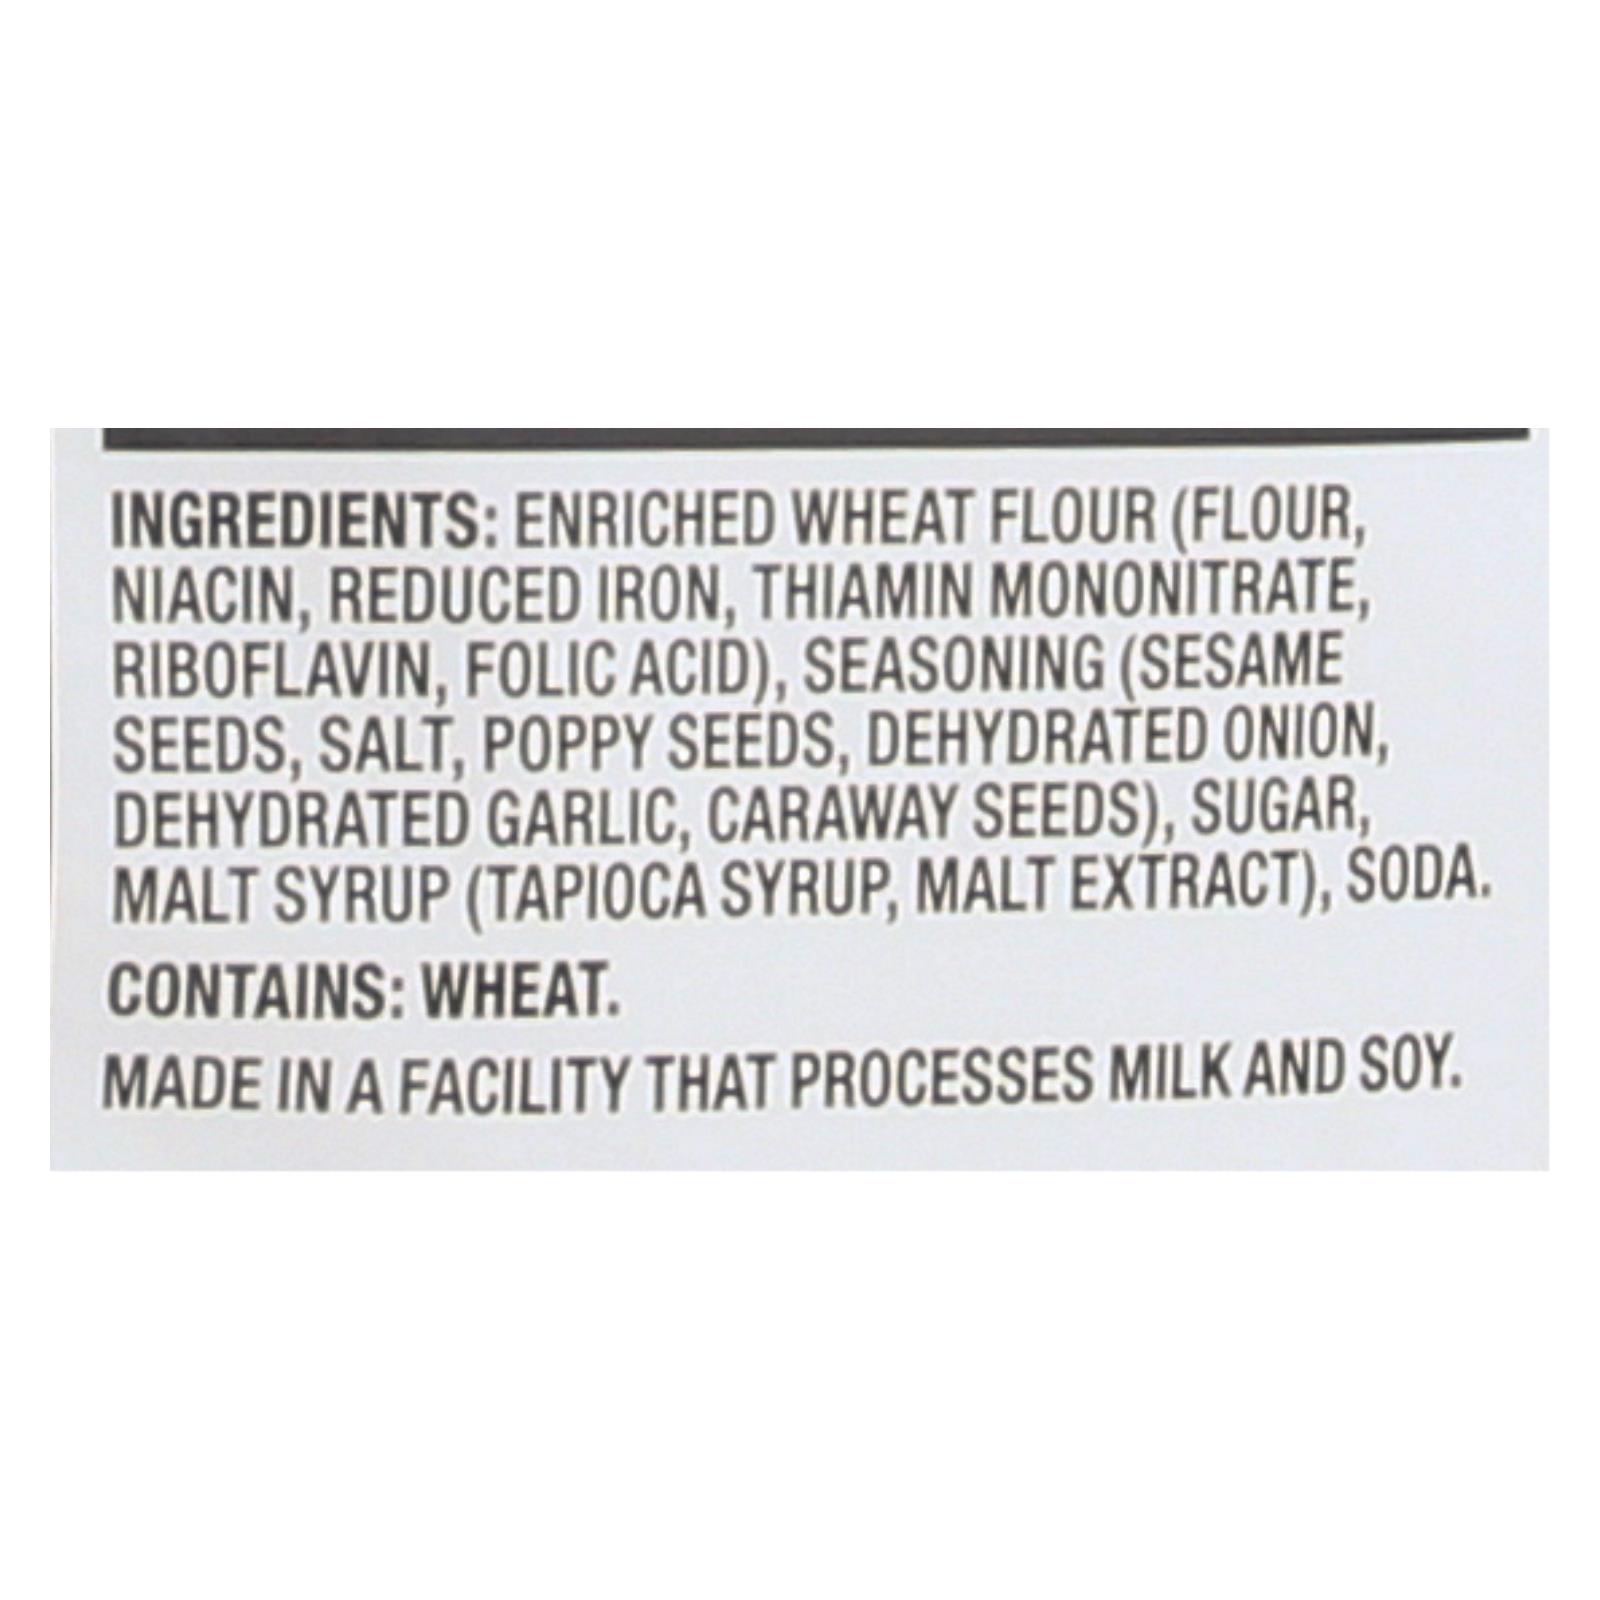 INGREDIENTS: ENRICHED WHEAT FLOUR (FLOUR,
NIACIN, REDUCED IRON, THIAMIN MONONITRATE,
RIBOFLAVIN, FOLIC ACID), SEASONING (SESAME
SEEDS, SALT, POPPY SEEDS, DEHYDRATED ONION,
DEHYDRATED GARLIC, CARAWAY SEEDS), SUGAR,
MALT SYRUP (TAPIOCA SYRUP, MALT EXTRACT), SODA.
CONTAINS: WHEAT.
MADE IN A FACILITY THAT PROCESSES MILK AND SOY.